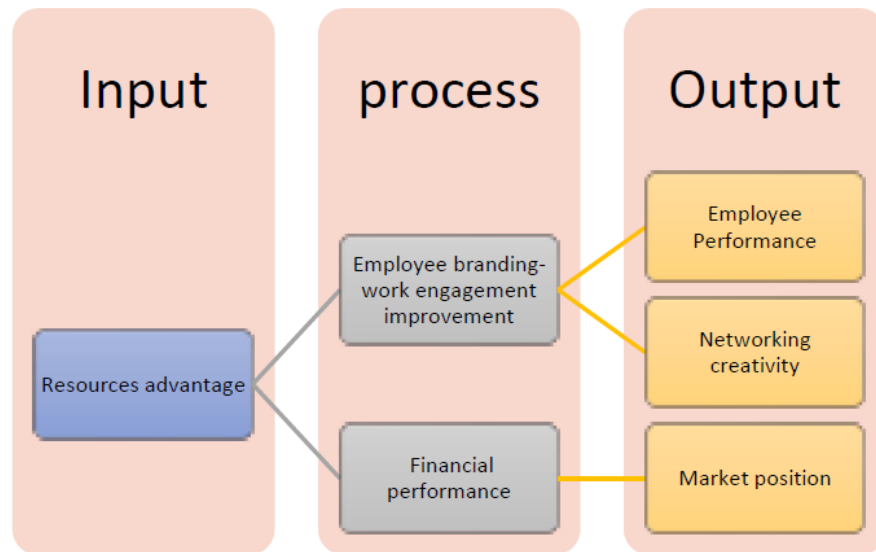 Input
process
Output
Resources advantage
Employee branding-
work engagement
improvement
Financial
performance
Employee
Performance
Networking
creativity
Market position